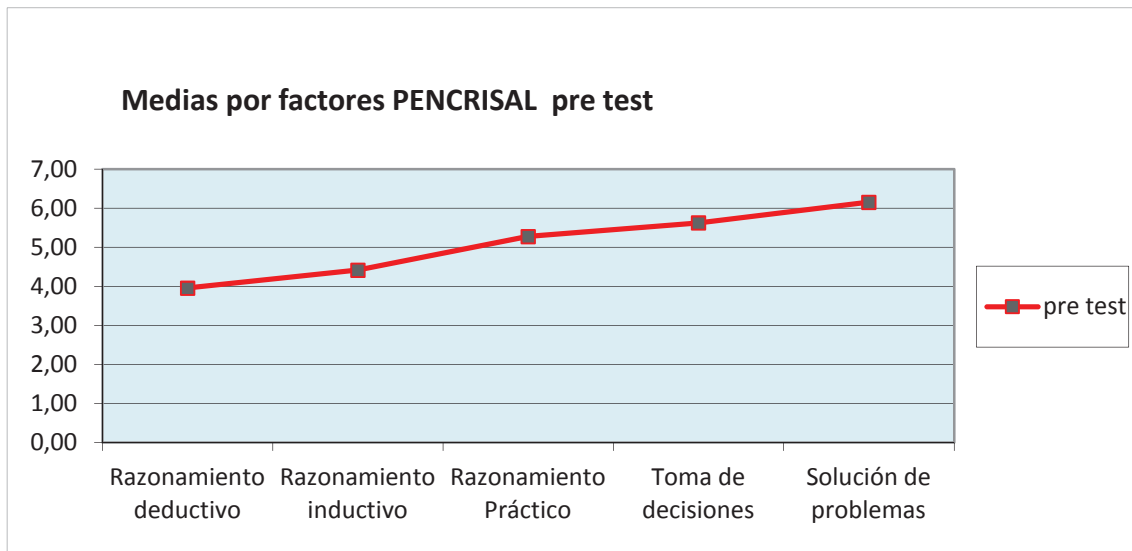 Medias por factores PENCRISAL pre test
7,00
6,00
5,00
4,00
3,00
2,00
1,00
0,00
Razonamiento deductivo
Razonamiento inductivo
Razonamiento Práctico
Toma de decisiones
Solución de problemas
pre test